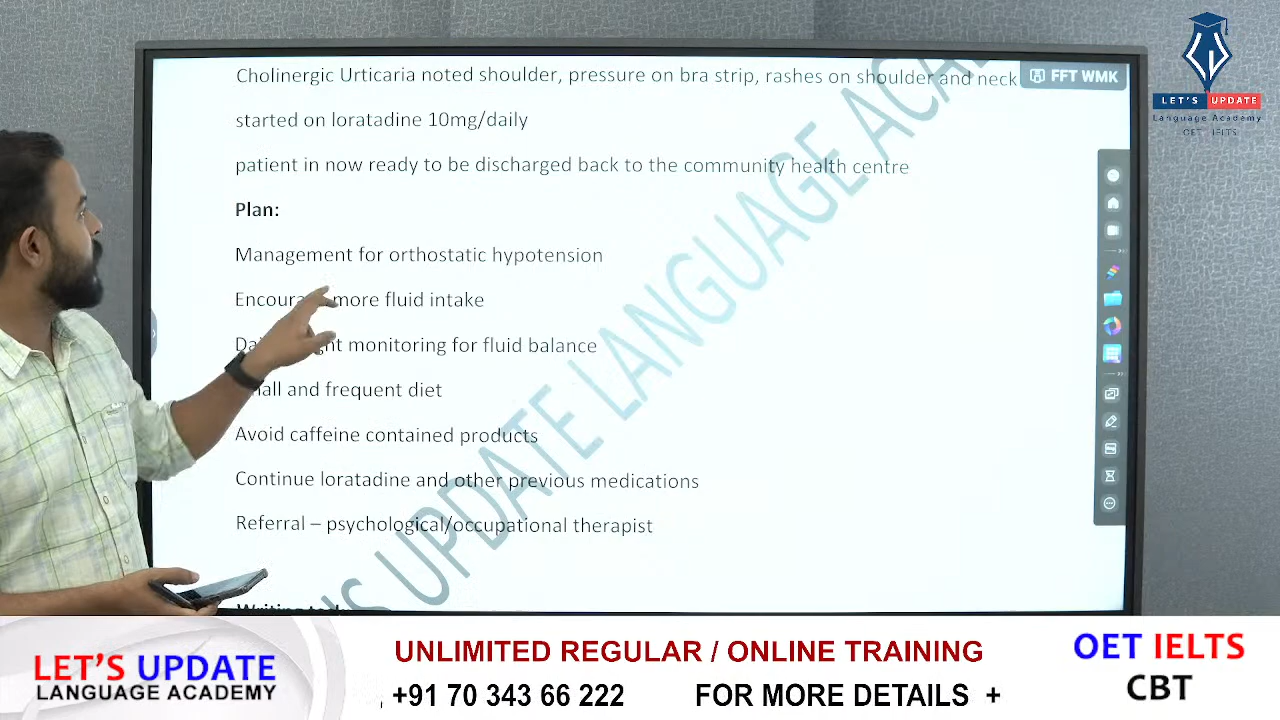 Cholinergic Urticaria noted shoulder, pressure on bra strip, rashes on shoulder and neck
FFT WMK
LET'S UPDATE
Language Academy
OET IELTS
started on loratadine 10mg/daily
patient in now ready to be discharged back to the community health centre
Plan:
Management for orthostatic hypotension
more fluid intake
monitoring for fluid balance
and frequent diet
Avoid caffeine contained products
Continue loratadine and other previous medications
Referral – psychological/occupational therapist
UPDATE LANGUAGE
LET'S UPDATE
LANGUAGE ACADEMY
UNLIMITED REGULAR / ONLINE TRAINING
+91 70 343 66 222 FOR MORE DETAILS +
OET IELTS
CBT